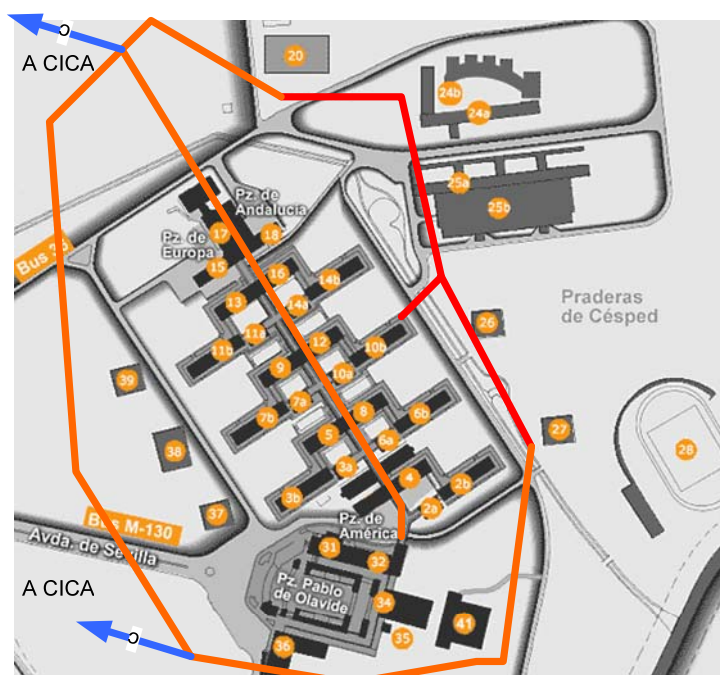 A CICA
20
24b
24a
25a
25b
Pz. de
Andalucía
17
18
Pz. de
Europa
15
16
14b
Bus 38
13
14a
Praderas
de Césped
11a
12
26
11b
9
10b
10a
39
7a
8
7b
6b
27
5
6a
28
38
3a
4
2b
3b
2a
37
Bus M-130
Pz. de
América
Avda. de Sevilla
31
32
Pz. Pablo
de Olavide
A CICA
34
41
35
36